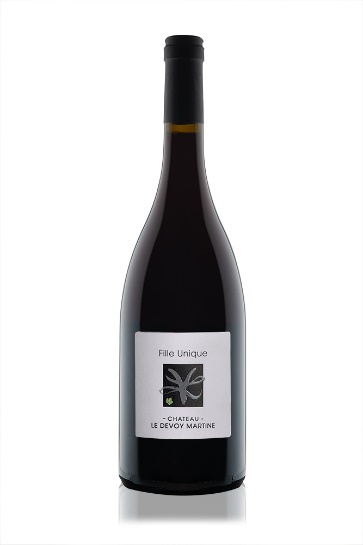 Fille Unique
- CHATEAU -
LE DEVOY MARTINE